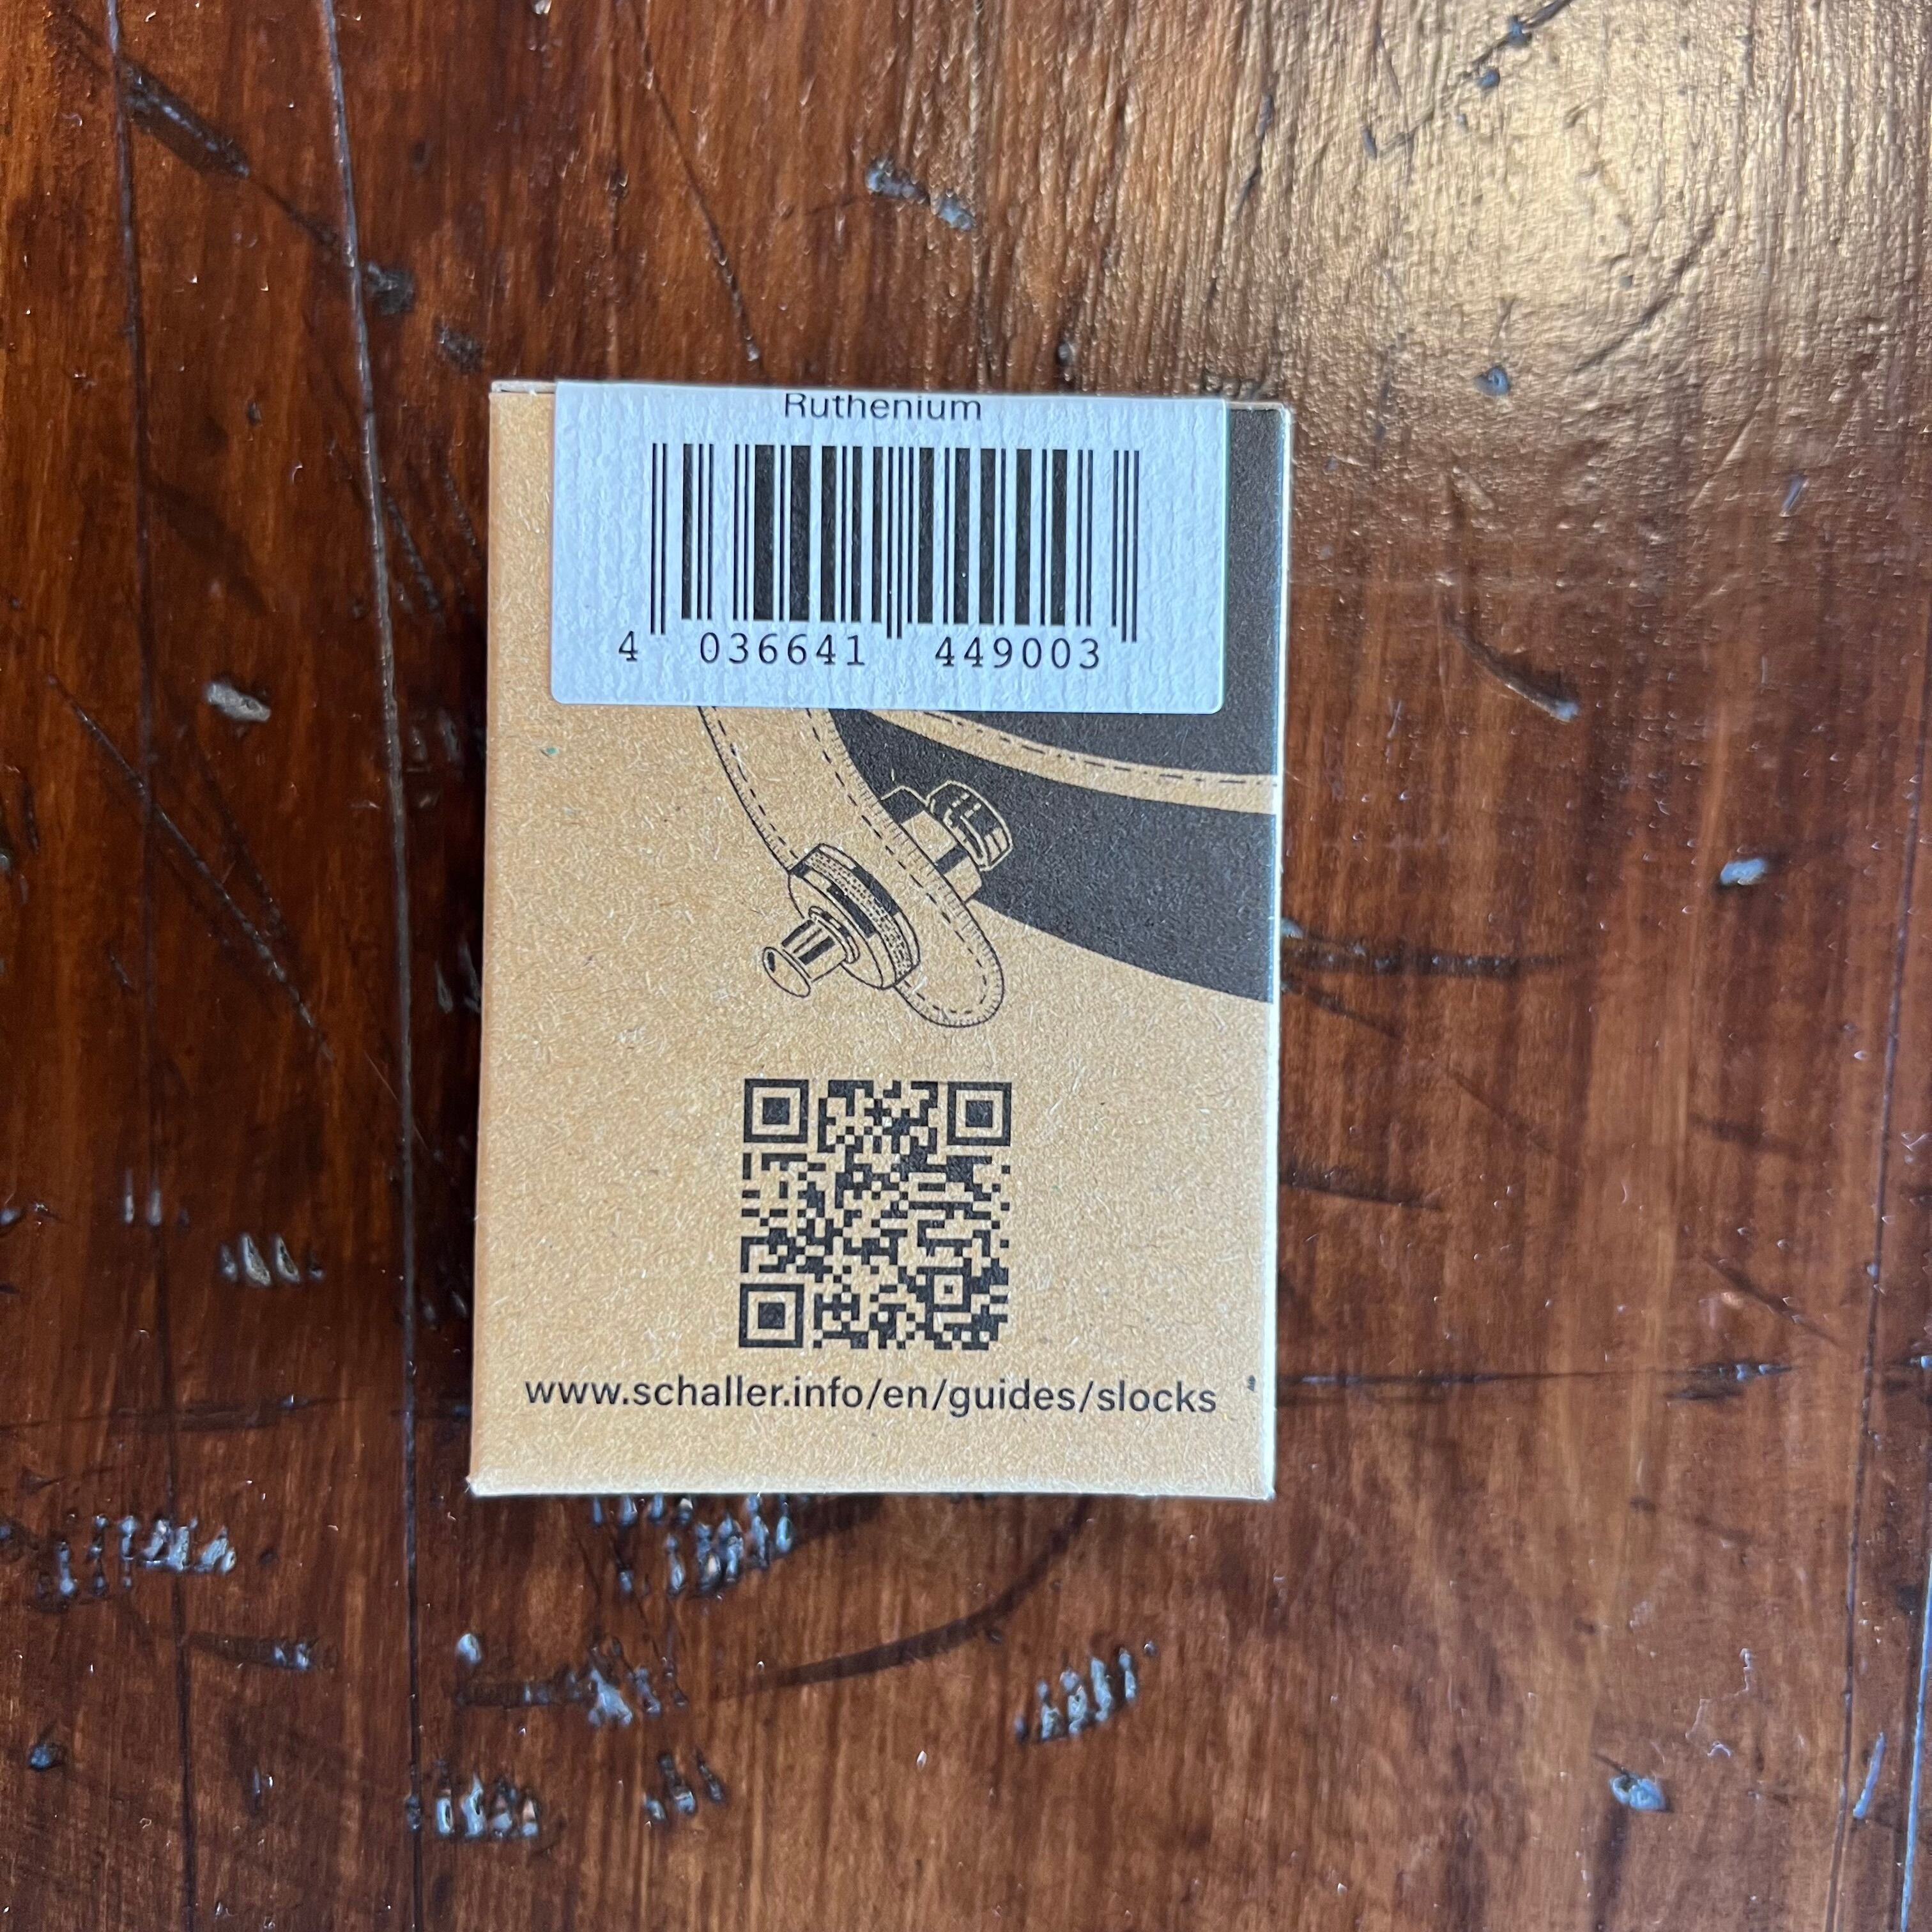 Ruthenium
4 036641 449003
www.schaller.info/en/guides/slocks